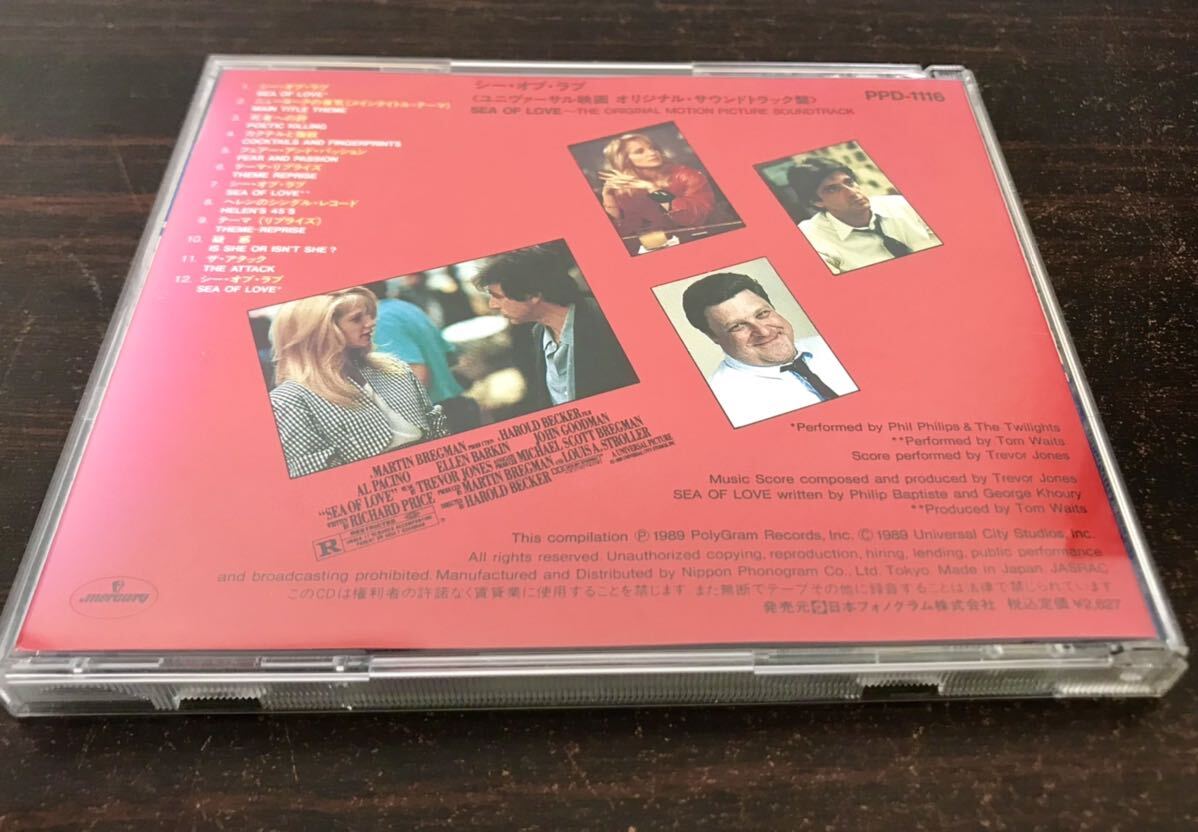 1. シー・オブ・ラブ
SEA OF LOVE*
2. ニューヨークの夜景(メインタイトル・テーマ)
MAIN TITLE THEME
3. 死者への詩
POETIC KILLING
4. カクテルと指紋
COCKTAILS AND FINGERPRINTS
5. フェアー・アンド・パッション
FEAR AND PASSION
6. テーマ・リプライズ
THEME REPRISE
7. シー・オブ・ラブ
SEA OF LOVE**
8. ヘレンのシングル・レコード
HELEN'S 45'S
9. テーマ(リプライズ)
THEME-REPRISE
10. 疑惑
IS SHE OR ISN'T SHE?
11. ザ・アタック
THE ATTACK
12. シー・オブ・ラブ
SEA OF LOVE*
シー・オブ・ラブ
〈ユニヴァーサル映画 オリジナル・サウンドトラック盤〉
SEA OF LOVE—THE ORIGINAL MOTION PICTURE SOUNDTRACK
PPD-1116
A MARTIN BREGMAN PRODUCTION A HAROLD BECKER FILM
AL PACINO ELLEN BARKIN JOHN GOODMAN
"SEA OF LOVE" MUSIC BY TREVOR JONES MICHAEL SCOTT BREGMAN
WRITTEN BY RICHARD PRICE PRODUCED BY MARTIN BREGMAN AND LOUIS A. STROLLER
DIRECTED BY HAROLD BECKER A UNIVERSAL PICTURE
R RESTRICTED
*Performed by Phil Philips & The Twilights
**Performed by Tom Waits
Score performed by Trevor Jones
Music Score composed and produced by Trevor Jones
SEA OF LOVE written by Philip Baptiste and George Khoury
**Produced by Tom Waits
This compilation Ⓟ 1989 PolyGram Records, Inc. © 1989 Universal City Studios, Inc.
All rights reserved. Unauthorized copying, reproduction, hiring, lending, public performance
and broadcasting prohibited. Manufactured and Distributed by Nippon Phonogram Co., Ltd. Tokyo. Made in Japan. JASRAC
このCDは権利者の許諾なく賃貸業に使用することを禁じます。また無断でテープその他に録音することは法律で禁じられています
発売元 日本フォノグラム株式会社 税込定価¥2,627
mercury